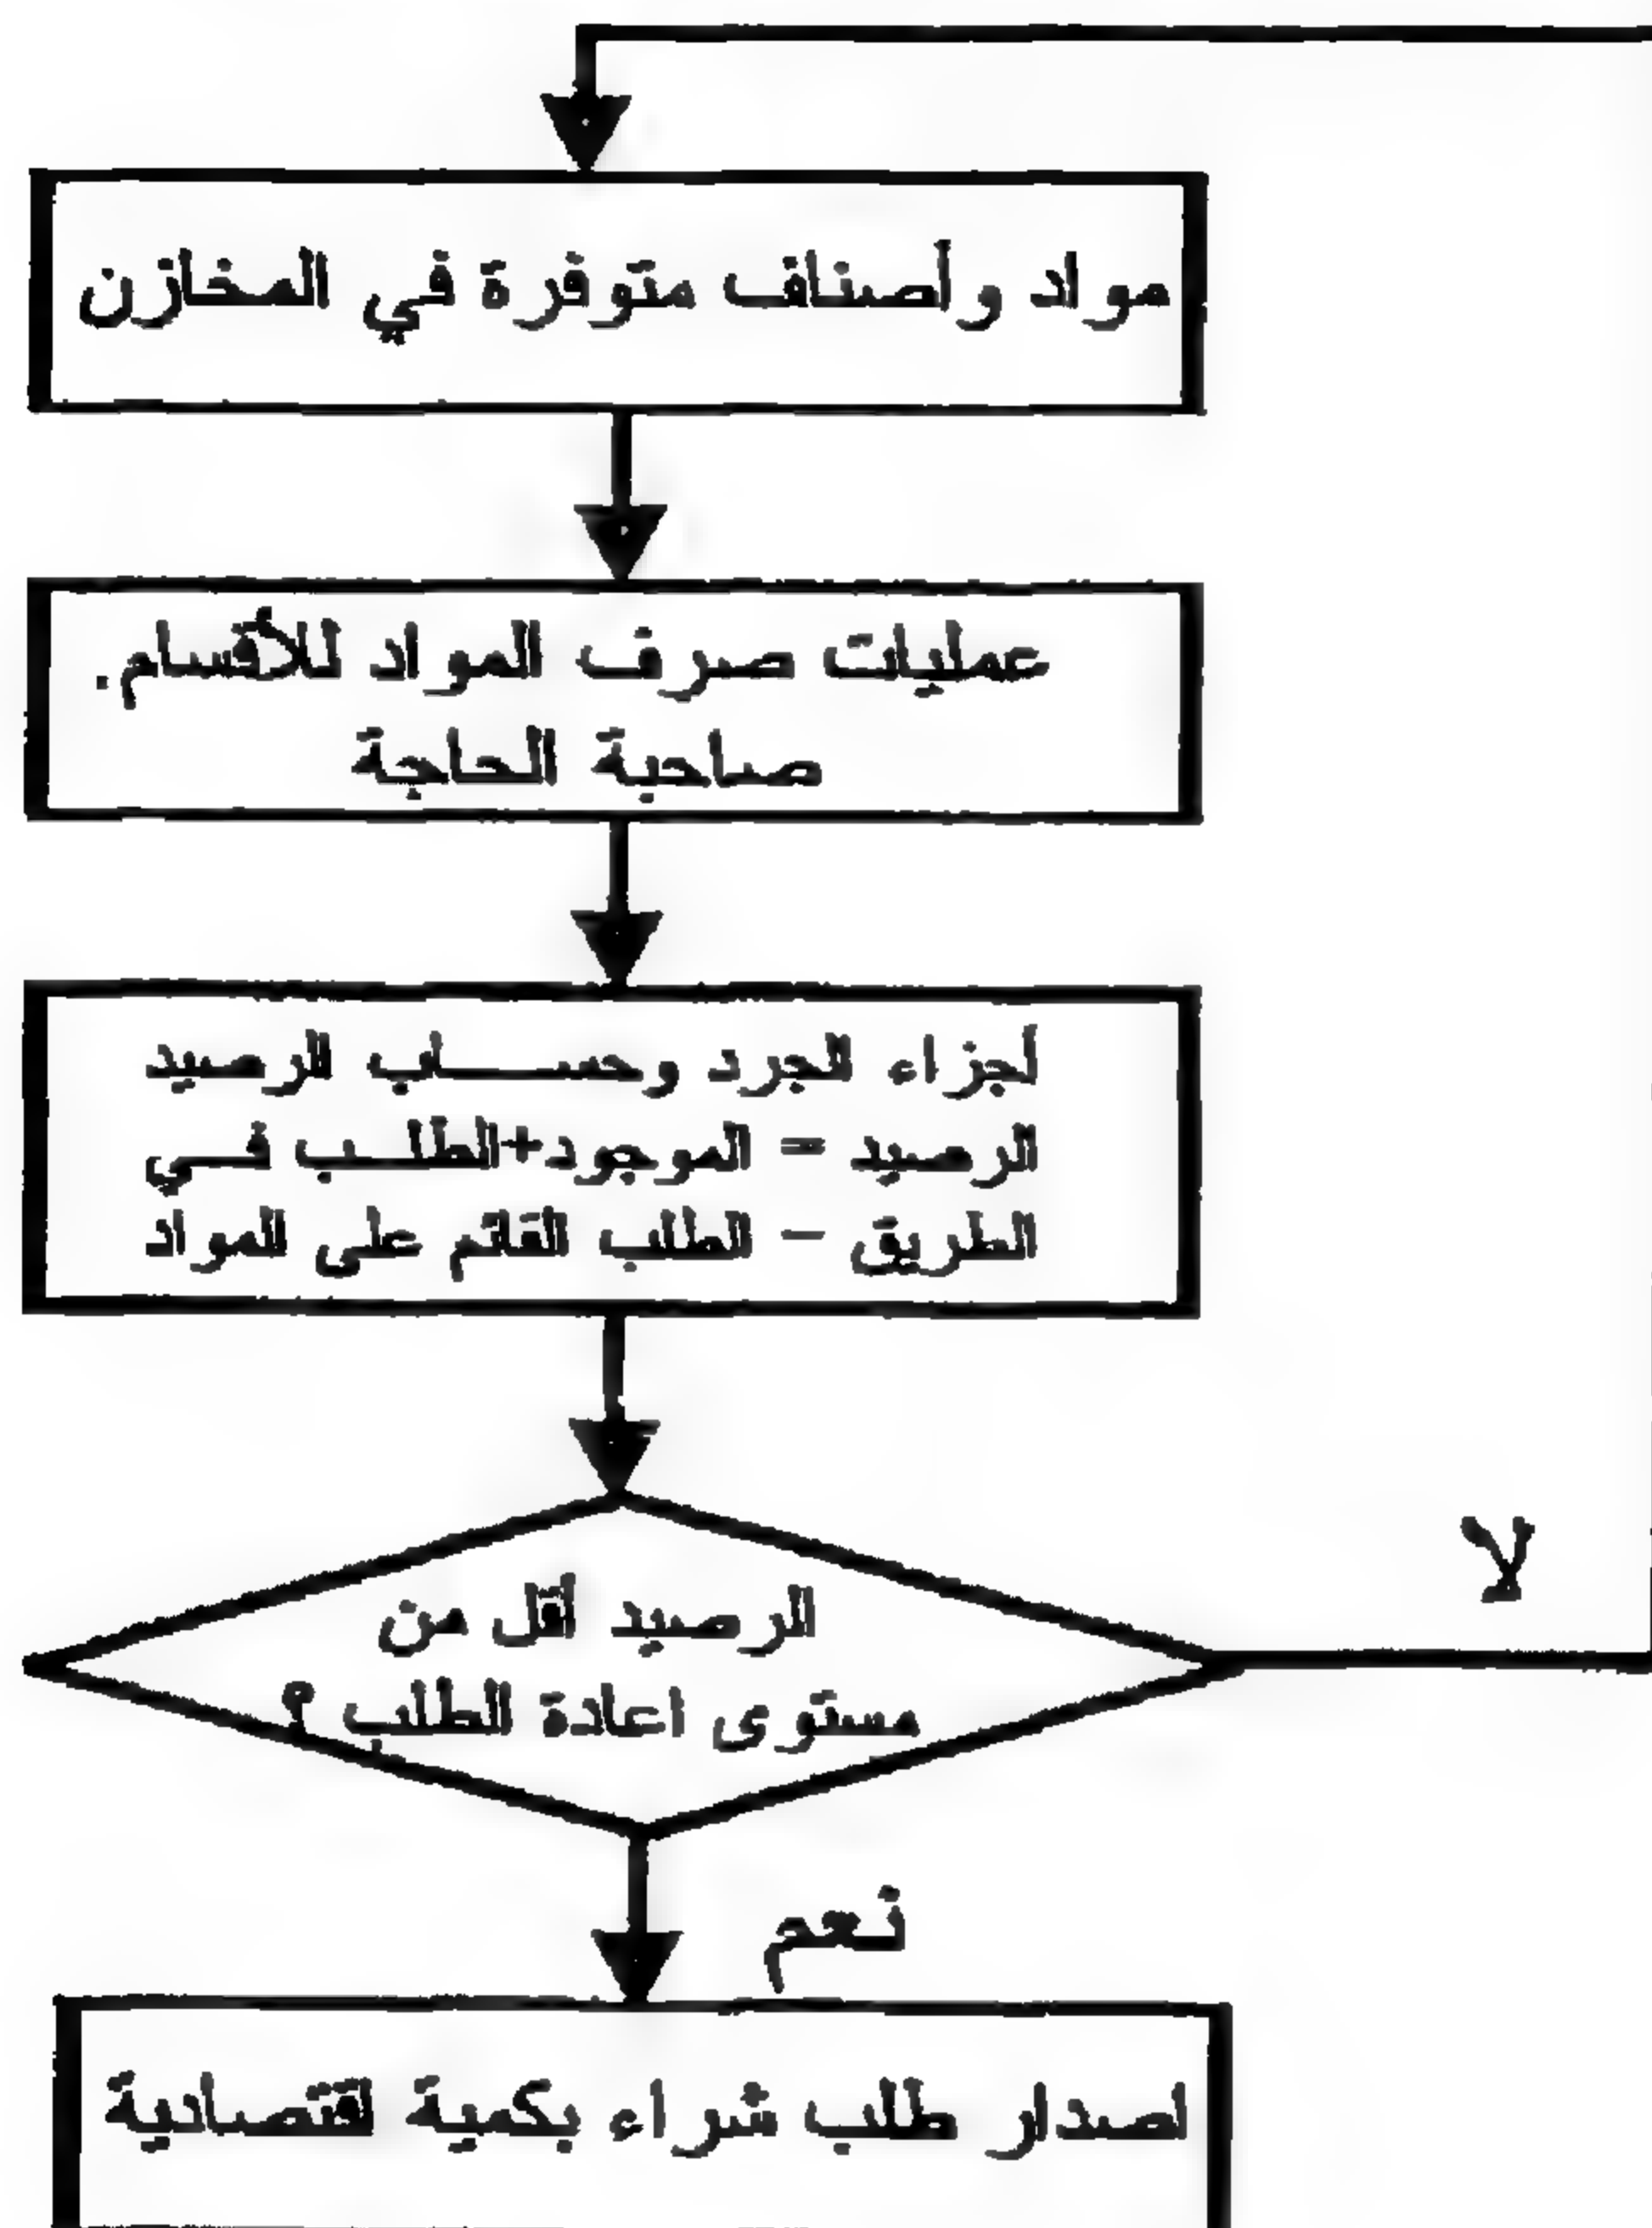 مواد وأصناف متوفرة في المخازن
عمليات صرف المواد للأقسام.
صاحبة الحاجة
أجزاء الجرد وحساب الرصيد
الرصيد = الموجود+الطلب في
الطريق – الطلب القائم على المواد
الرصيد أقل من
مستوى اعادة الطلب ؟
لا
نعم
اصدار طلب شراء بكمية اقتصادية